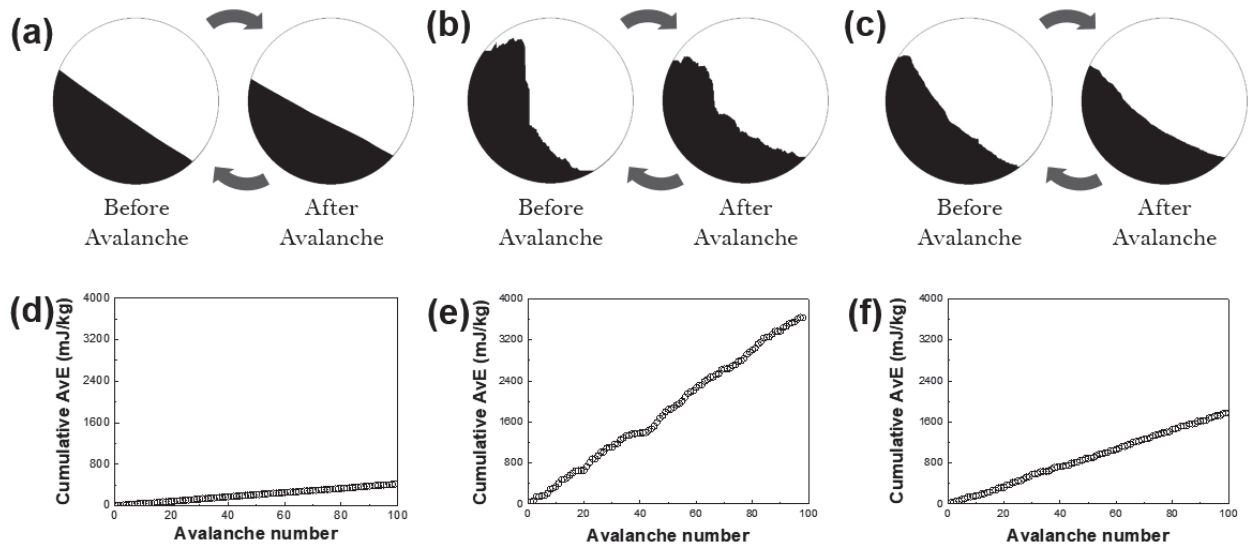 (a)
(b)
(c)
Before
Avalanche
After
Avalanche
Before
Avalanche
After
Avalanche
Before
Avalanche
After
Avalanche
(d)
Cumulative AvE (mJ/kg)
4000
3200
2400
1600
800
0
0 20 40 60 80 100
Avalanche number
(e)
Cumulative AvE (mJ/kg)
4000
3200
2400
1600
800
0
0 20 40 60 80 100
Avalanche number
(f)
Cumulative AvE (mJ/kg)
4000
3200
2400
1600
800
0
0 20 40 60 80 100
Avalanche number